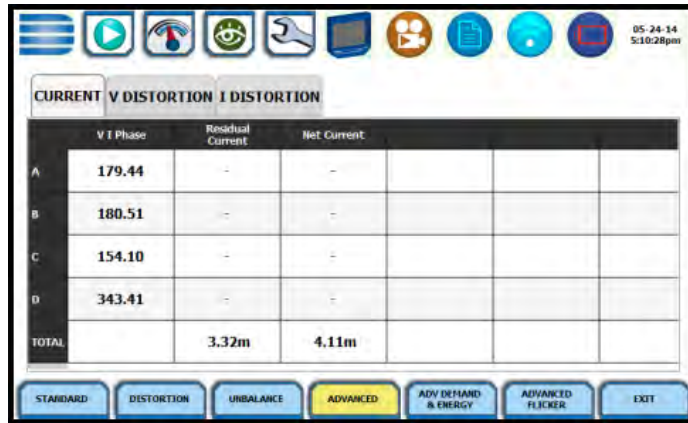 05-24-14
5:10:28pm
CURRENT V DISTORTION I DISTORTION
V I Phase Residual Current Net Current
A 179.44 - -
B 180.51 - -
C 154.10 - -
D 343.41 - -
TOTAL 3.32m 4.11m
STANDARD DISTORTION UNBALANCE ADVANCED ADV DEMAND & ENERGY ADVANCED FLICKER EXIT